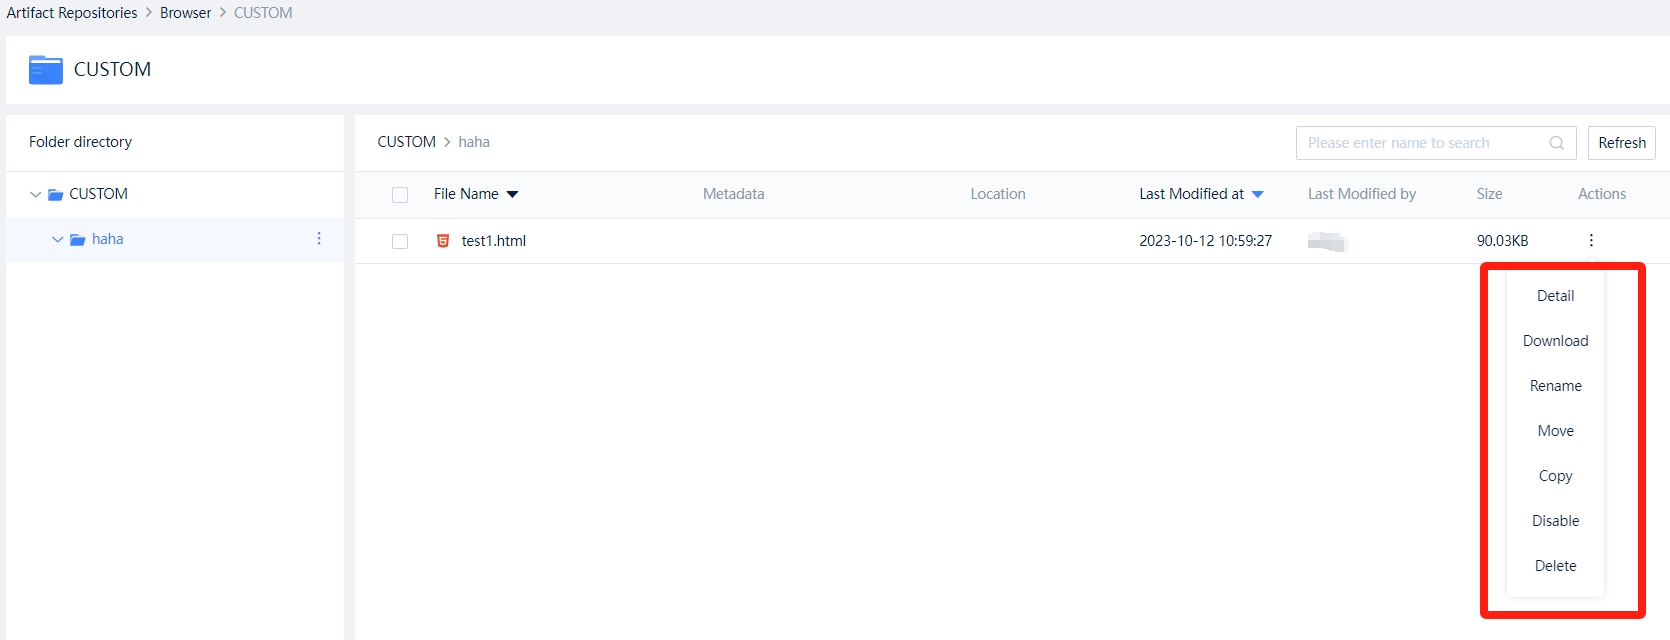 Artifact Repositories > Browser > CUSTOM
CUSTOM
Folder directory
CUSTOM
haha
CUSTOM > haha
Please enter name to search
Refresh
File Name Metadata Location Last Modified at Last Modified by Size Actions
test1.html 2023-10-12 10:59:27 90.03KB
Detail
Download
Rename
Move
Copy
Disable
Delete